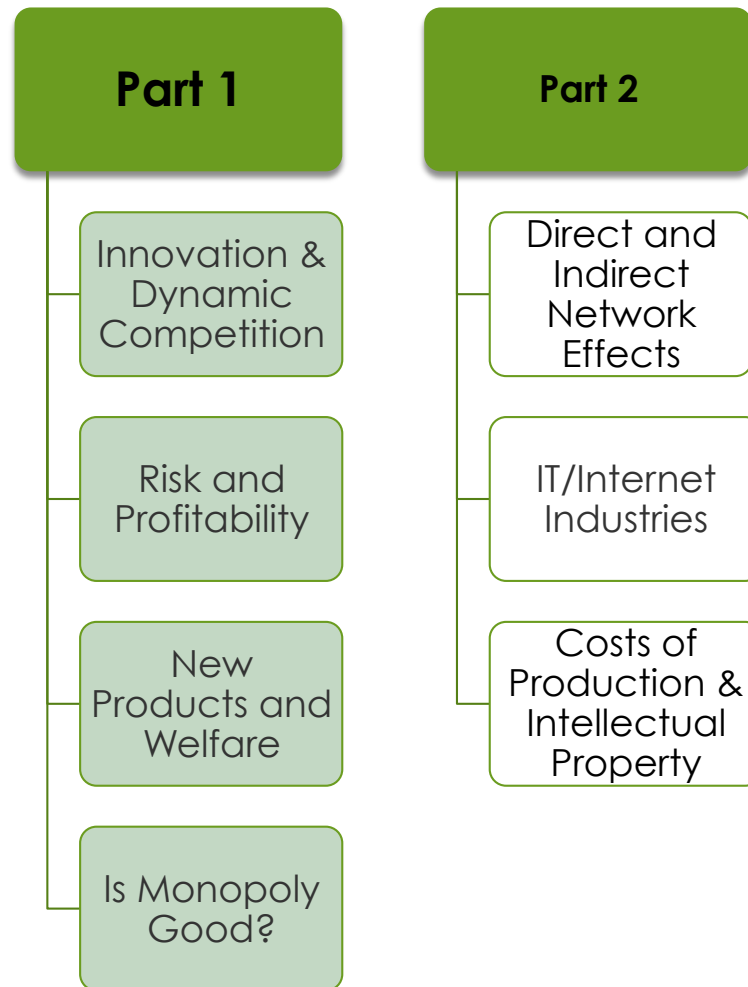 Part 1
Innovation &
Dynamic
Competition
Risk and
Profitability
New
Products and
Welfare
Is Monopoly
Good?
Part 2
Direct and
Indirect
Network
Effects
IT/Internet
Industries
Costs of
Production &
Intellectual
Property